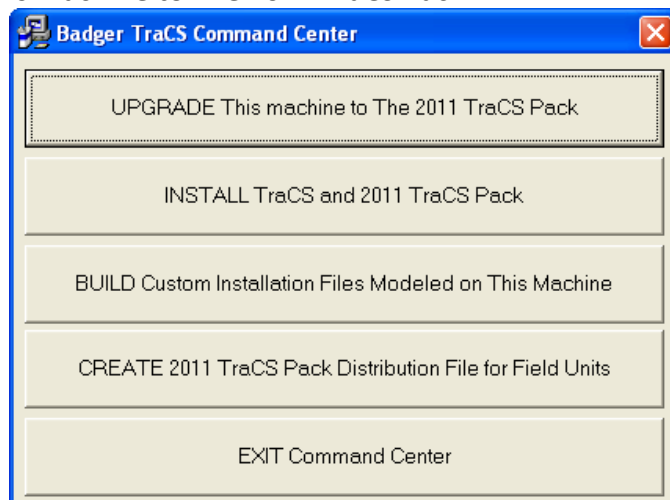 Badger TraCS Command Center
UPGRADE This machine to The 2011 TraCS Pack
INSTALL TraCS and 2011 TraCS Pack
BUILD Custom Installation Files Modeled on This Machine
CREATE 2011 TraCS Pack Distribution File for Field Units
EXIT Command Center